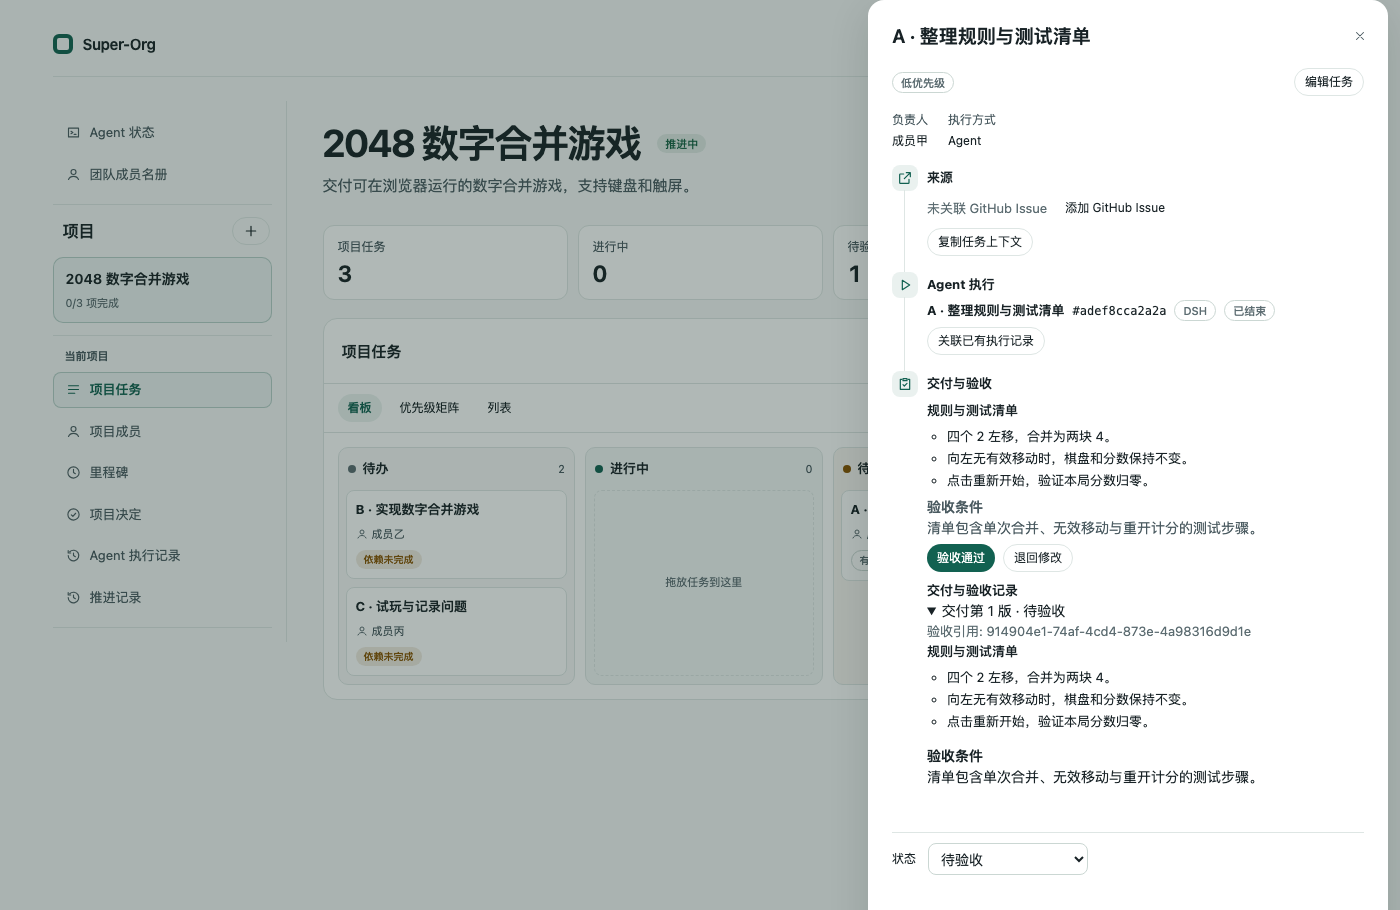 Super-Org
Agent 状态
团队成员名册
项目
2048 数字合并游戏
0/3 项完成
当前项目
项目任务
项目成员
里程碑
项目决定
Agent 执行记录
推进记录
2048 数字合并游戏 推进中
交付可在浏览器运行的数字合并游戏，支持键盘和触屏。
项目任务
3
进行中
0
待验
1
项目任务
看板 优先级矩阵 列表
待办 2
B · 实现数字合并游戏
成员乙
依赖未完成
C · 试玩与记录问题
成员丙
依赖未完成
进行中 0
拖放任务到这里
待
A ·
有
A · 整理规则与测试清单
低优先级 编辑任务
负责人 执行方式
成员甲 Agent
来源
未关联 GitHub Issue 添加 GitHub Issue
复制任务上下文
Agent 执行
A · 整理规则与测试清单 #adef8cca2a2a DSH 已结束
关联已有执行记录
交付与验收
规则与测试清单
四个 2 左移，合并为两块 4。
向左无有效移动时，棋盘和分数保持不变。
点击重新开始，验证本局分数归零。
验收条件
清单包含单次合并、无效移动与重开计分的测试步骤。
验收通过 退回修改
交付与验收记录
▼ 交付第 1 版 · 待验收
验收引用: 914904e1-74af-4cd4-873e-4a98316d9d1e
规则与测试清单
四个 2 左移，合并为两块 4。
向左无有效移动时，棋盘和分数保持不变。
点击重新开始，验证本局分数归零。
验收条件
清单包含单次合并、无效移动与重开计分的测试步骤。
状态 待验收